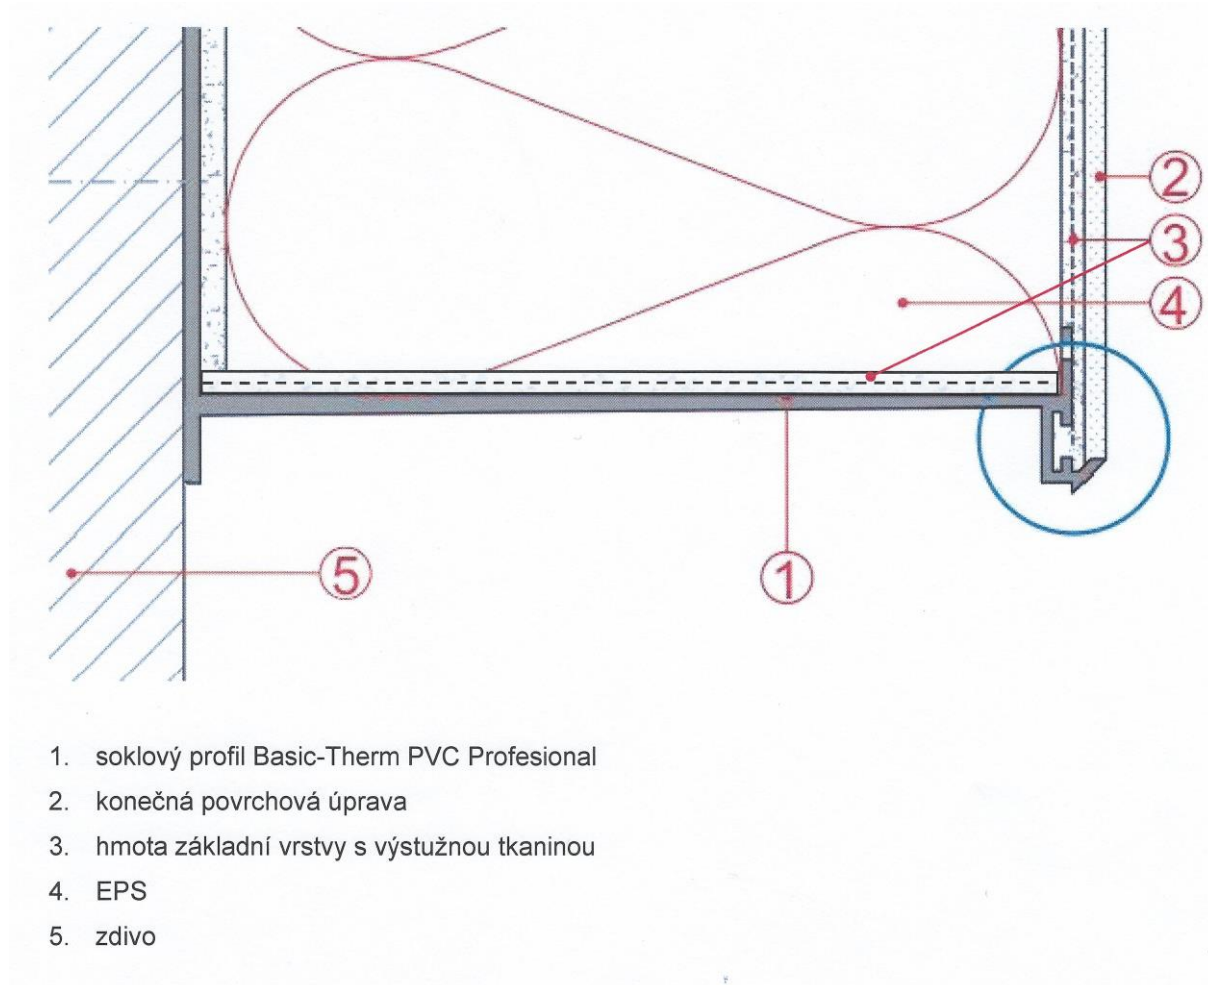 2
3
4
5
1
1. soklový profil Basic-Therm PVC Profesional
2. konečná povrchová úprava
3. hmota základní vrstvy s výstužnou tkaninou
4. EPS
5. zdivo